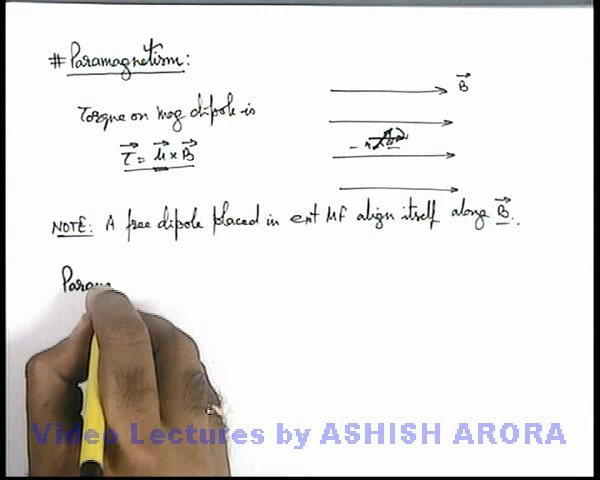 # Paramagnetism:
B
Torque on mag dipole is
τ = μ × B
NOTE: A free dipole placed in ext MF align itself along B.
Param
Video Lectures by ASHISH ARORA